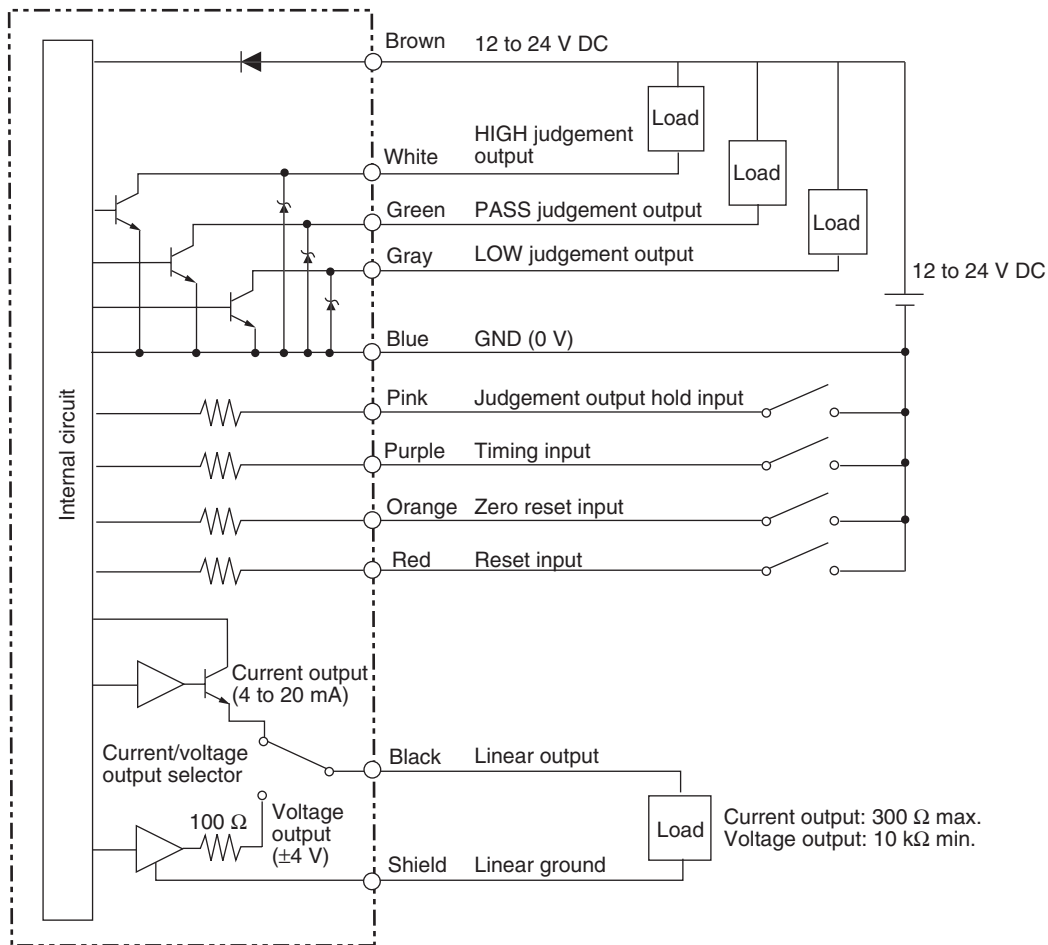 Brown 12 to 24 V DC
Load
HIGH judgement
output
White
Load
Green PASS judgement output
Load
Gray LOW judgement output
12 to 24 V DC
Blue GND (0 V)
Internal circuit
Pink Judgement output hold input
Purple Timing input
Orange Zero reset input
Red Reset input
Current output
(4 to 20 mA)
Current/voltage
output selector
Black Linear output
100 Ω
Voltage
output
(±4 V)
Load
Current output: 300 Ω max.
Voltage output: 10 kΩ min.
Shield Linear ground